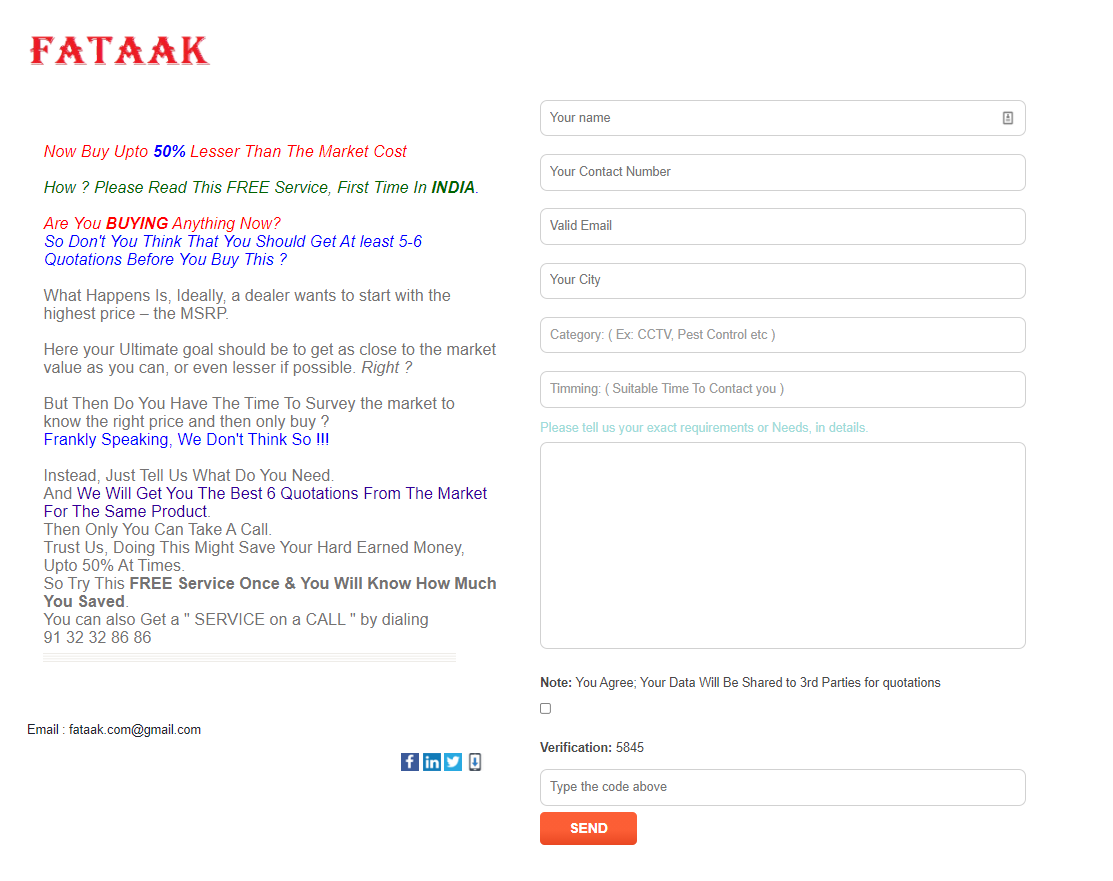 FATAAK
Now Buy Upto 50% Lesser Than The Market Cost
How ? Please Read This FREE Service, First Time In INDIA.
Are You BUYING Anything Now?
So Don't You Think That You Should Get At least 5-6
Quotations Before You Buy This ?
What Happens Is, Ideally, a dealer wants to start with the
highest price – the MSRP.
Here your Ultimate goal should be to get as close to the market
value as you can, or even lesser if possible. Right ?
But Then Do You Have The Time To Survey the market to
know the right price and then only buy ?
Frankly Speaking, We Don't Think So !!!
Instead, Just Tell Us What Do You Need.
And We Will Get You The Best 6 Quotations From The Market
For The Same Product.
Then Only You Can Take A Call.
Trust Us, Doing This Might Save Your Hard Earned Money,
Upto 50% At Times.
So Try This FREE Service Once & You Will Know How Much
You Saved.
You can also Get a " SERVICE on a CALL " by dialing
91 32 32 86 86
Email : fataak.com@gmail.com
f in
Your name
Your Contact Number
Valid Email
Your City
Category: ( Ex: CCTV, Pest Control etc )
Timming: ( Suitable Time To Contact you )
Please tell us your exact requirements or Needs, in details.
Note: You Agree; Your Data Will Be Shared to 3rd Parties for quotations
Verification: 5845
Type the code above
SEND